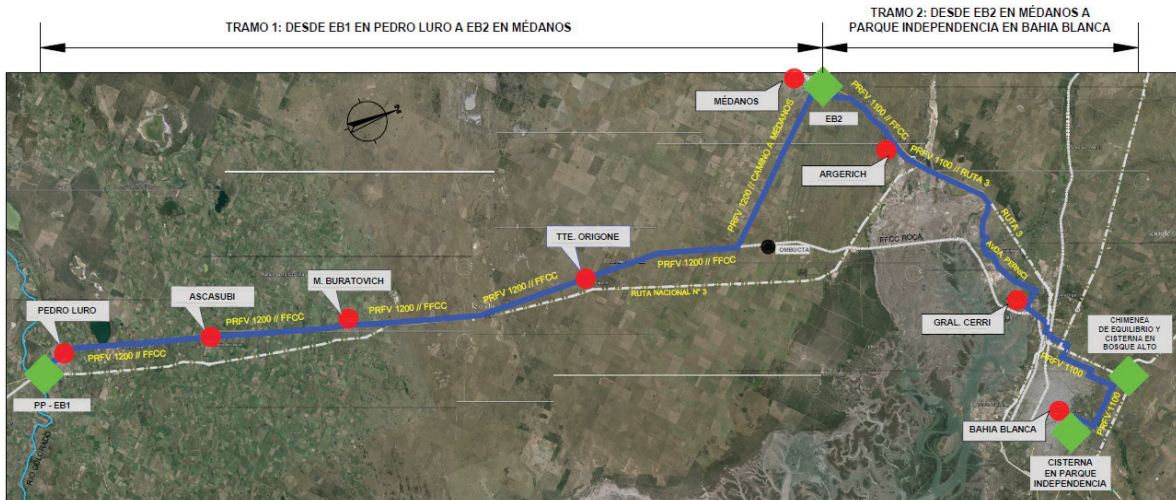 TRAMO 1: DESDE EB1 EN PEDRO LURO A EB2 EN MÉDANOS
TRAMO 2: DESDE EB2 EN MÉDANOS A
PARQUE INDEPENDENCIA EN BAHIA BLANCA
N
MÉDANOS
EB2
PRFV 1100 // FFCC
PRFV 1200 // CAMINO A MÉDANOS
PRFV 1100 // RUTA 3
ARGERICH
RUTA 3
TTE. ORIGONE
OMBUCTA
FFCC ROCA
AVDA PERNICI
PRFV 1200 // FFCC
PRFV 1200 // FFCC
RUTA NACIONAL N° 3
M. BURATOVICH
ASCASUBI
PRFV 1200 // FFCC
PRFV 1200 // FFCC
PEDRO LURO
PRFV 1200 // FFCC
GRAL. CERRI
CHIMENEA
DE EQUILIBRIO Y
CISTERNA EN
BOSQUE ALTO
PRFV 1100
PRFV 1100
PP - EB1
RIO COLORADO
BAHIA BLANCA
CISTERNA
EN PARQUE
INDEPENDENCIA